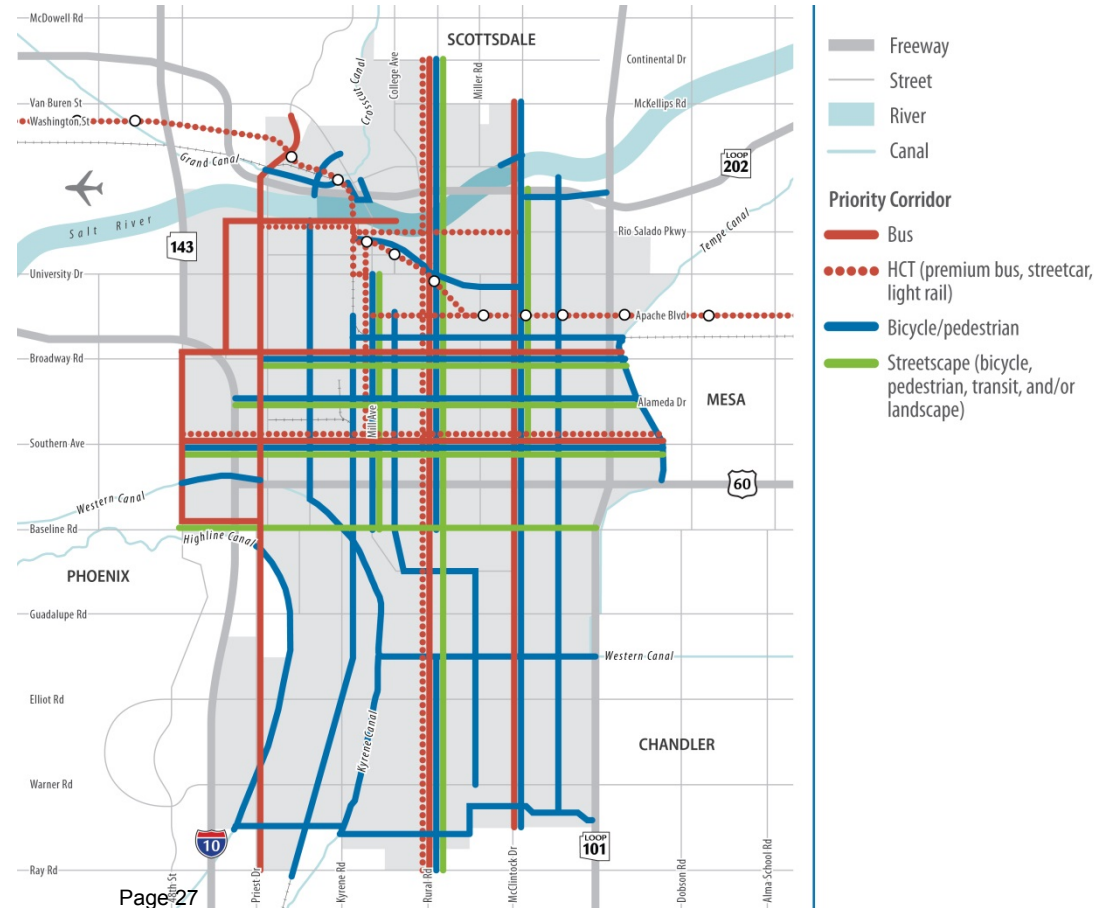 McDowell Rd
SCOTTSDALE
Continental Dr
College Ave
Miller Rd
Crosscut Canal
Van Buren St
McKellips Rd
Washington St
Grand Canal
LOOP
202
Salt River
143
Rio Salado Pkwy
Tempe Canal
University Dr
Apache Blvd
Broadway Rd
Alameda Dr
MESA
Mill Ave
Southern Ave
60
Western Canal
Baseline Rd
Highline Canal
PHOENIX
Guadalupe Rd
Western Canal
Elliot Rd
Kyrene Canal
CHANDLER
Warner Rd
10
LOOP
101
Ray Rd
48th St
Priest Dr
Kyrene Rd
Rural Rd
McClintock Dr
Dobson Rd
Alma School Rd
Page 27
Freeway
Street
River
Canal
Priority Corridor
Bus
HCT (premium bus, streetcar,
light rail)
Bicycle/pedestrian
Streetscape (bicycle,
pedestrian, transit, and/or
landscape)